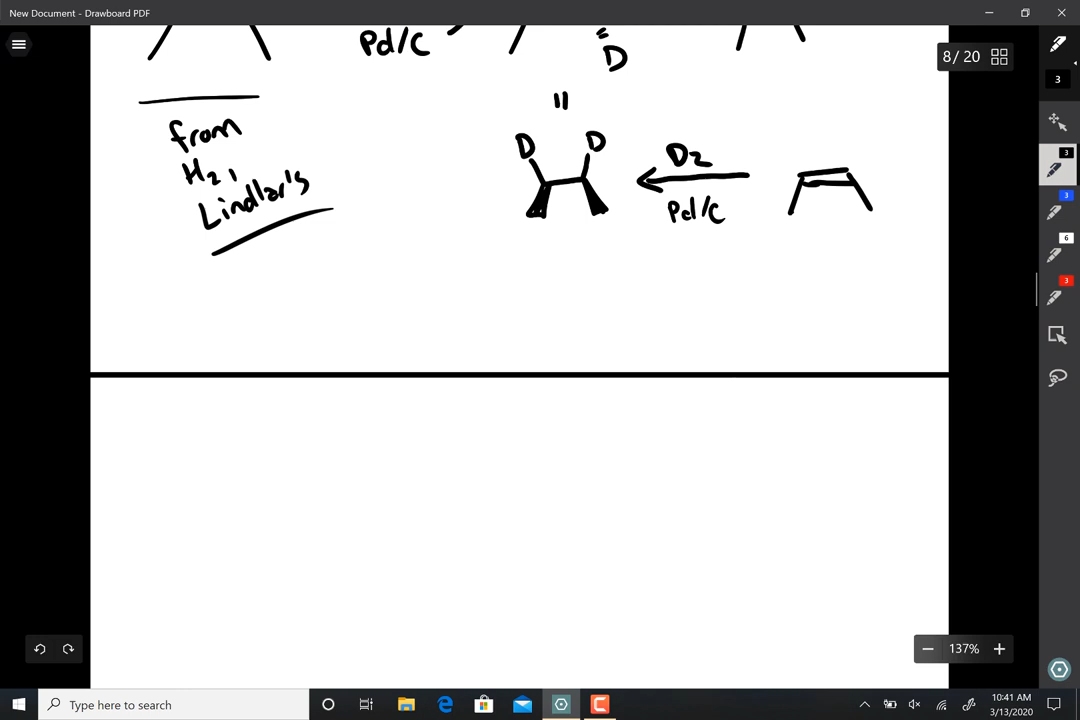 New Document - Drawboard PDF
Pd/C
D
8 / 20
3
from
H2,
Lindlar's
D D
D2
Pd/C
3
3
6
3
137%
Type here to search
10:41 AM
3/13/2020